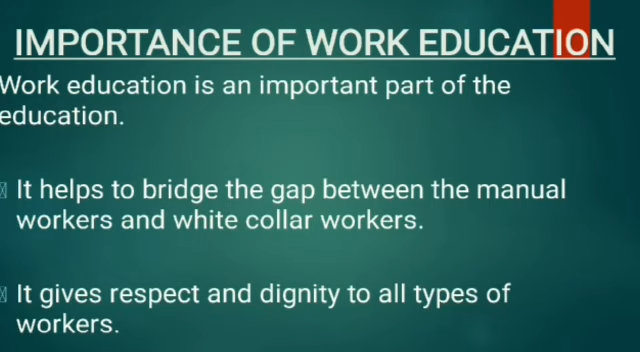 IMPORTANCE OF WORK EDUCATION
Work education is an important part of the
education.
It helps to bridge the gap between the manual
workers and white collar workers.
It gives respect and dignity to all types of
workers.